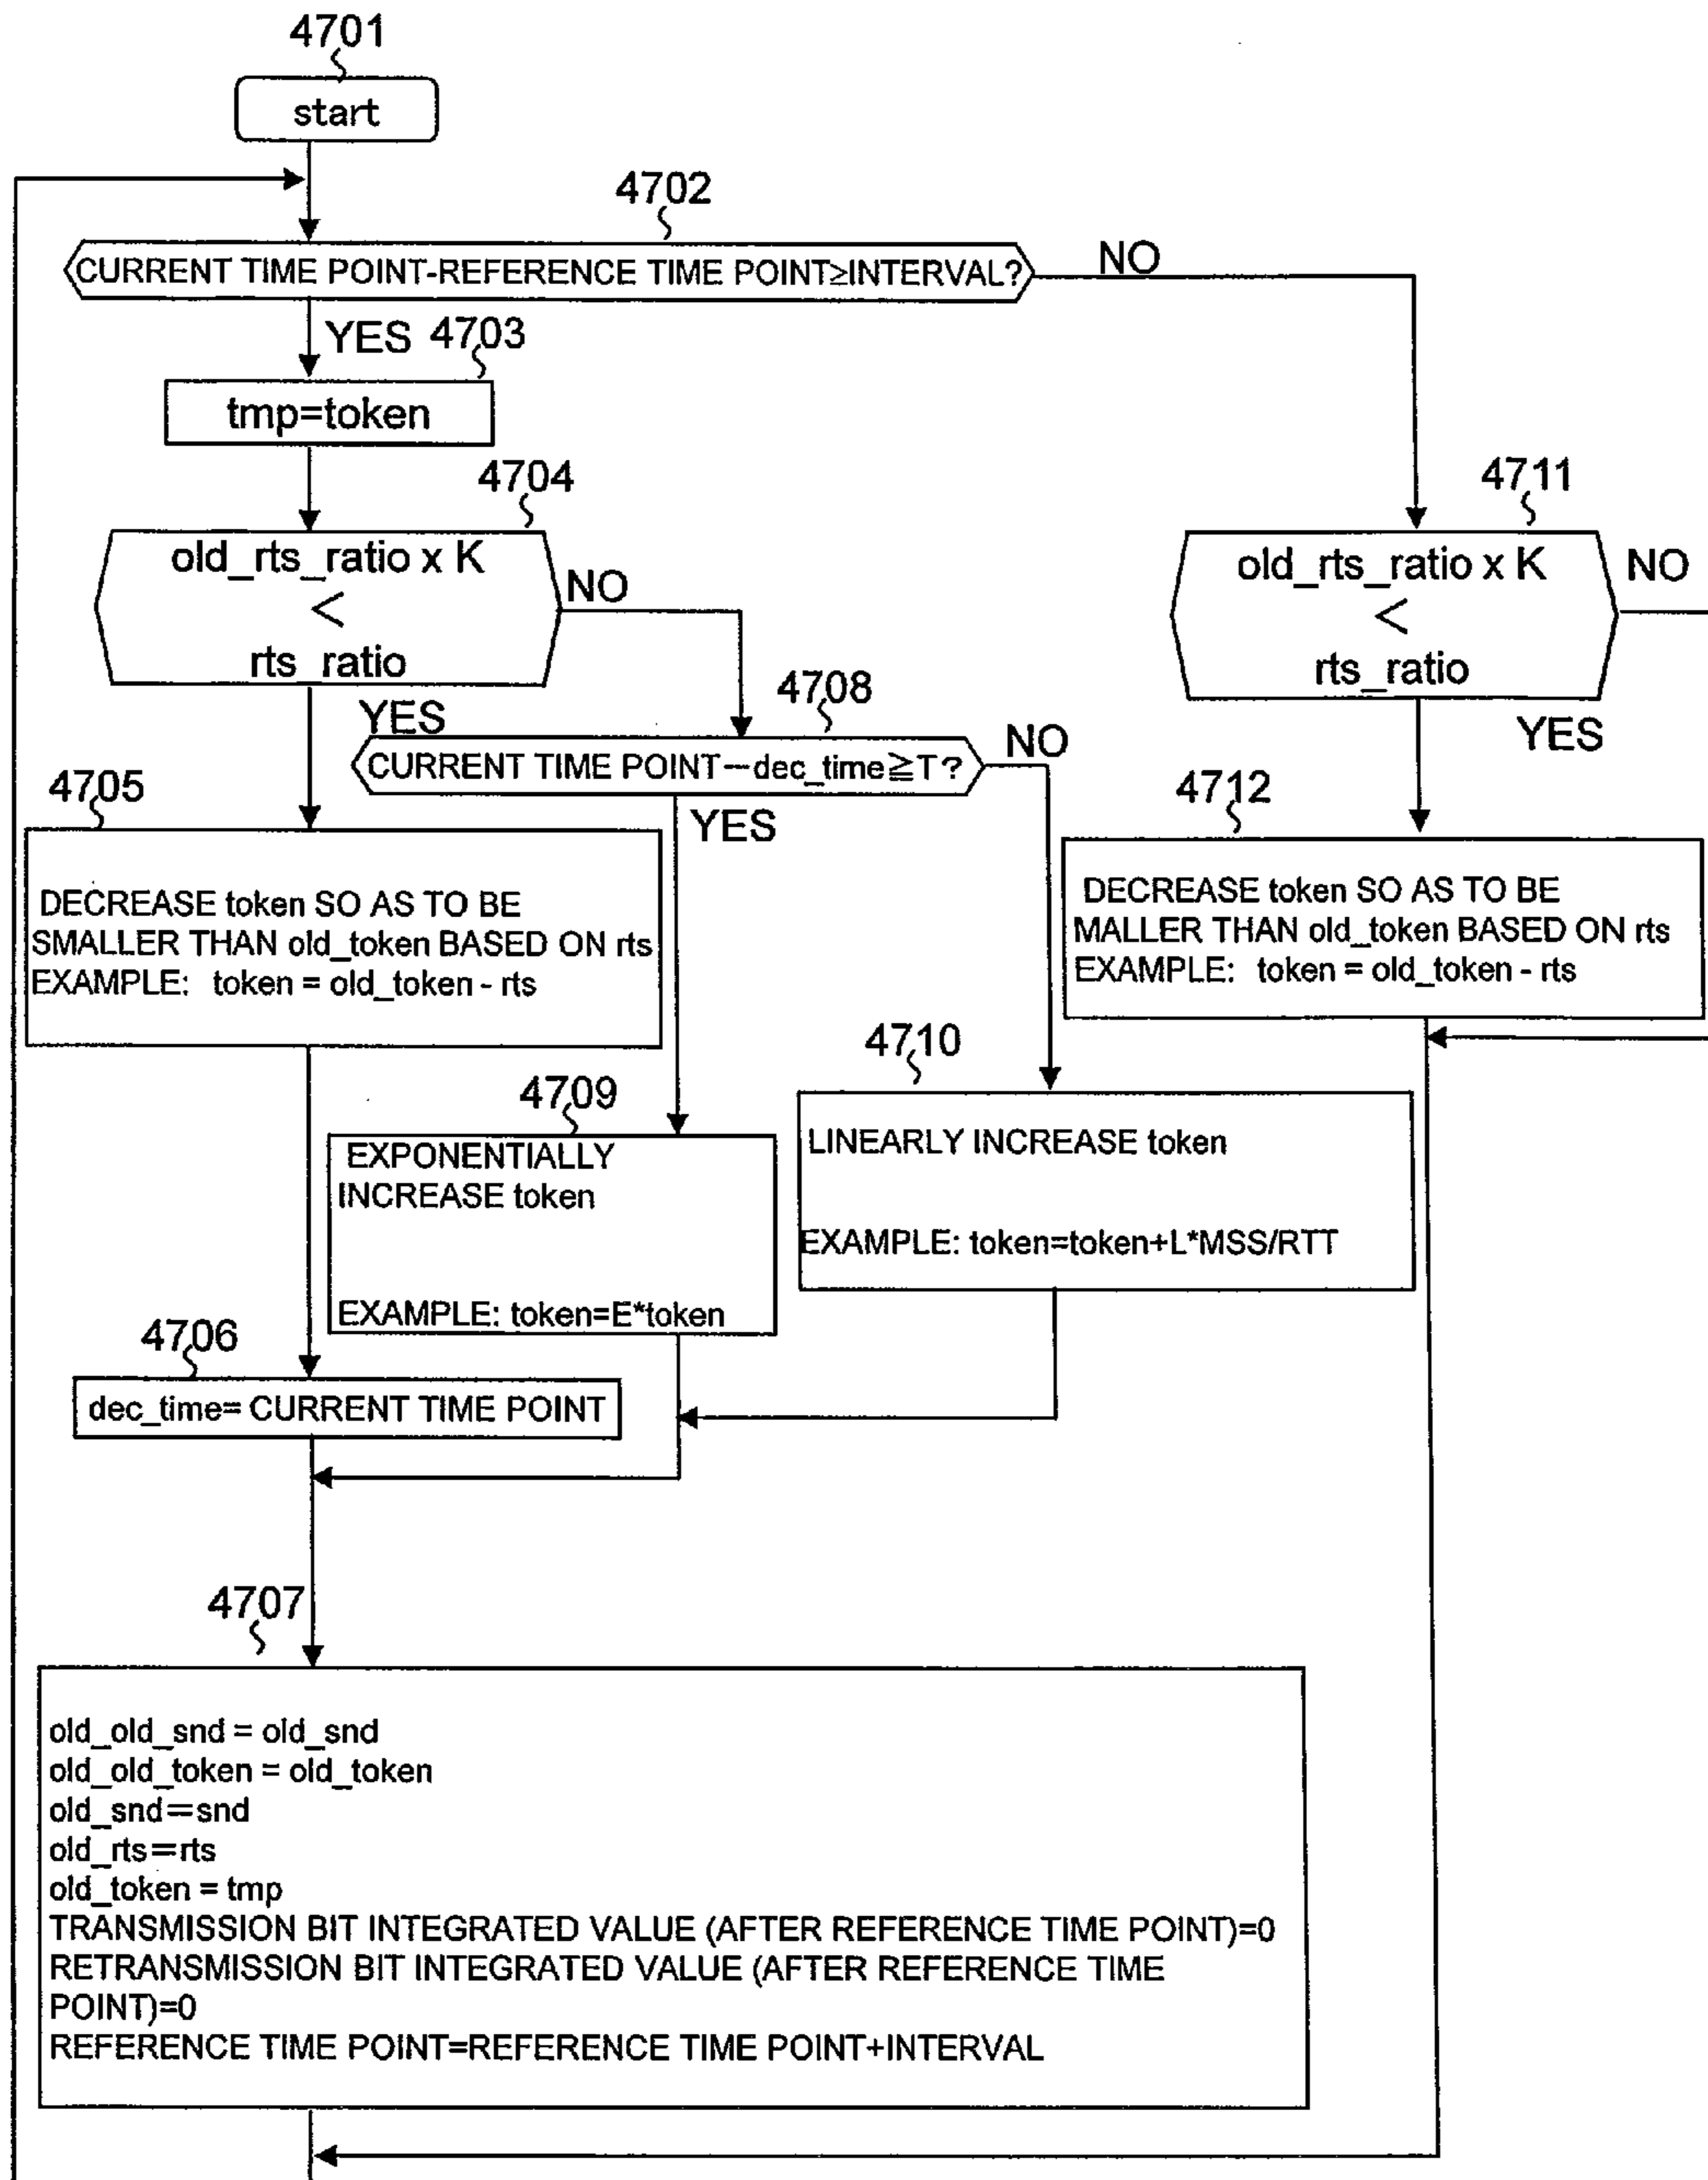 4701
start
4702
CURRENT TIME POINT-REFERENCE TIME POINT≥INTERVAL?
NO
YES
4703
tmp=token
4704
old_rts_ratio x K
<
rts_ratio
NO
YES
4711
old_rts_ratio x K
<
rts_ratio
NO
YES
4708
CURRENT TIME POINT-dec_time≧T?
NO
YES
4705
DECREASE token SO AS TO BE
SMALLER THAN old_token BASED ON rts
EXAMPLE: token = old_token - rts
4712
DECREASE token SO AS TO BE
MALLER THAN old_token BASED ON rts
EXAMPLE: token = old_token - rts
4709
EXPONENTIALLY
INCREASE token
EXAMPLE: token=E*token
4710
LINEARLY INCREASE token
EXAMPLE: token=token+L*MSS/RTT
4706
dec_time= CURRENT TIME POINT
4707
old_old_snd = old_snd
old_old_token = old_token
old_snd=snd
old_rts=rts
old_token = tmp
TRANSMISSION BIT INTEGRATED VALUE (AFTER REFERENCE TIME POINT)=0
RETRANSMISSION BIT INTEGRATED VALUE (AFTER REFERENCE TIME
POINT)=0
REFERENCE TIME POINT=REFERENCE TIME POINT+INTERVAL